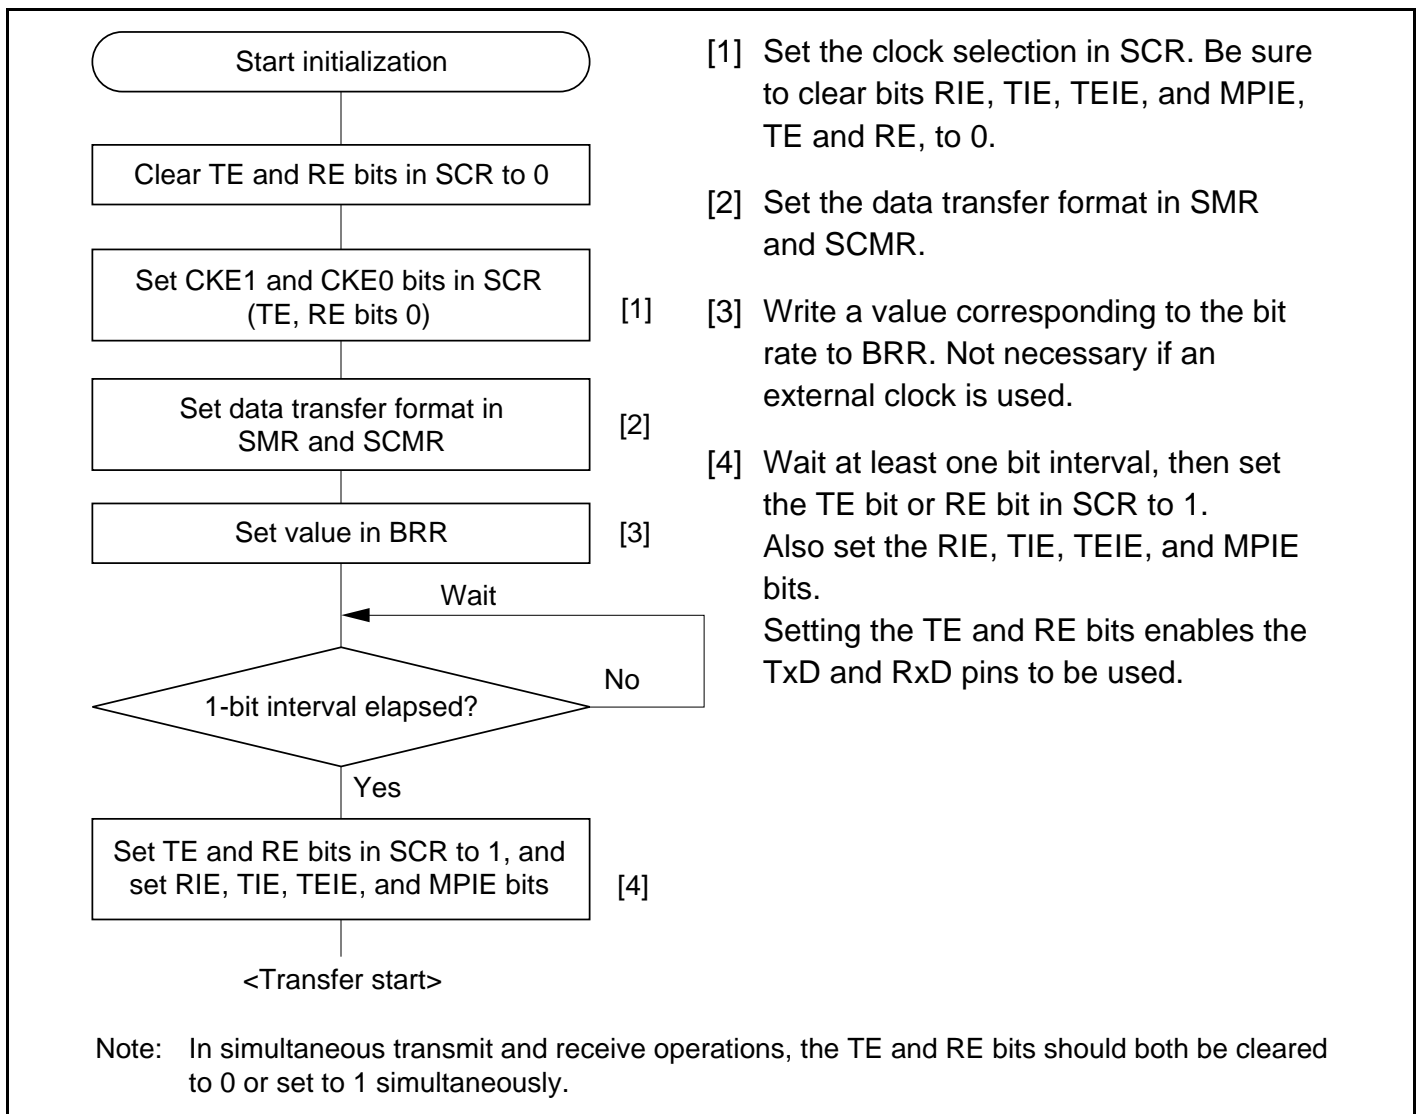 Start initialization
Clear TE and RE bits in SCR to 0
Set CKE1 and CKE0 bits in SCR
(TE, RE bits 0)
[1]
Set data transfer format in
SMR and SCMR
[2]
Set value in BRR
[3]
Wait
No
1-bit interval elapsed?
Yes
Set TE and RE bits in SCR to 1, and
set RIE, TIE, TEIE, and MPIE bits
[4]
<Transfer start>
[1] Set the clock selection in SCR. Be sure
to clear bits RIE, TIE, TEIE, and MPIE,
TE and RE, to 0.
[2] Set the data transfer format in SMR
and SCMR.
[3] Write a value corresponding to the bit
rate to BRR. Not necessary if an
external clock is used.
[4] Wait at least one bit interval, then set
the TE bit or RE bit in SCR to 1.
Also set the RIE, TIE, TEIE, and MPIE
bits.
Setting the TE and RE bits enables the
TxD and RxD pins to be used.
Note: In simultaneous transmit and receive operations, the TE and RE bits should both be cleared
to 0 or set to 1 simultaneously.